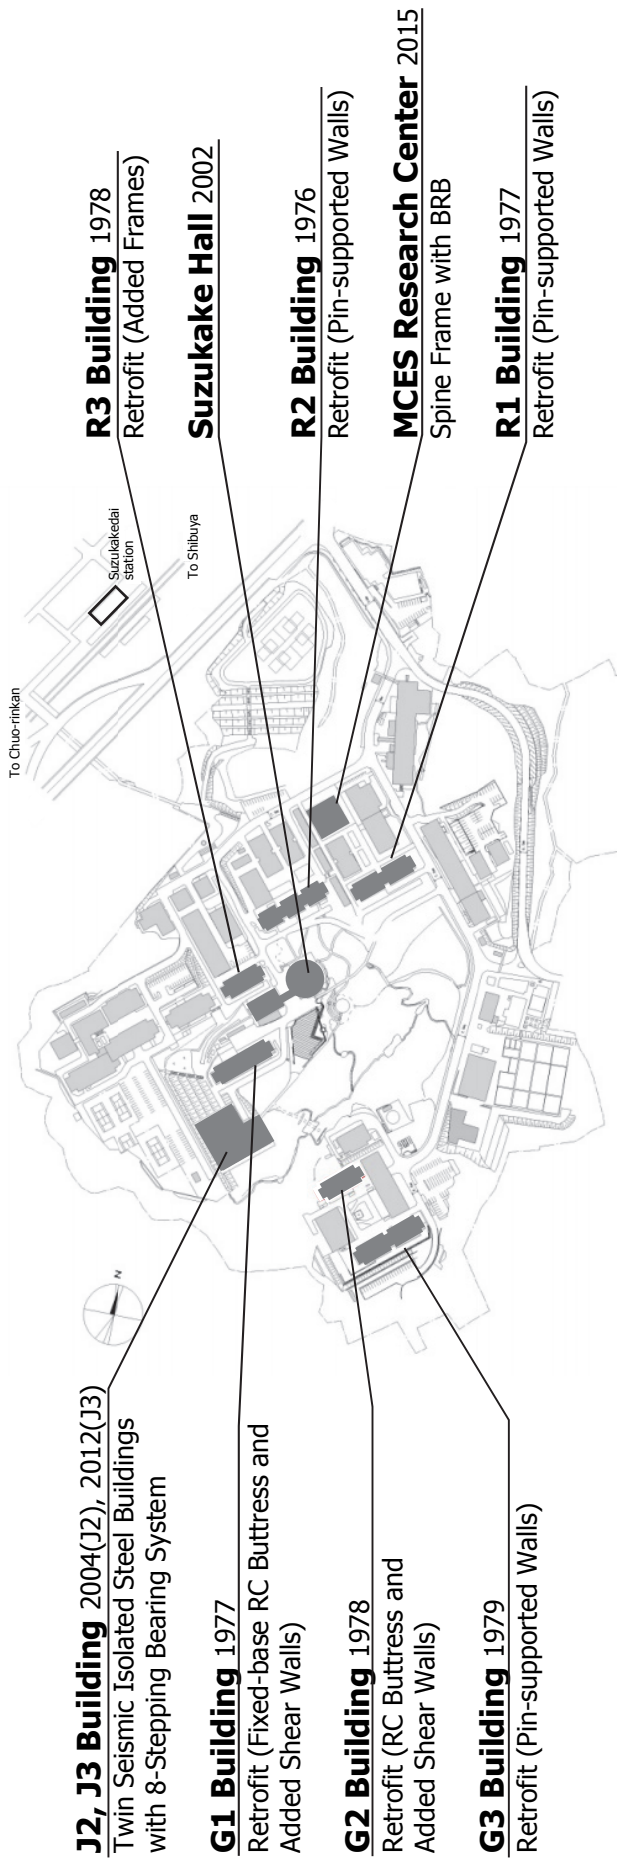 J2, J3 Building 2004(J2), 2012(J3)
Twin Seismic Isolated Steel Buildings
with 8-Stepping Bearing System
G1 Building 1977
Retrofit (Fixed-base RC Buttress and
Added Shear Walls)
G2 Building 1978
Retrofit (RC Buttress and
Added Shear Walls)
G3 Building 1979
Retrofit (Pin-supported Walls)
N
To Chuo-rinkan
Suzukakedai
station
To Shibuya
R3 Building 1978
Retrofit (Added Frames)
Suzukake Hall 2002
R2 Building 1976
Retrofit (Pin-supported Walls)
MCES Research Center 2015
Spine Frame with BRB
R1 Building 1977
Retrofit (Pin-supported Walls)